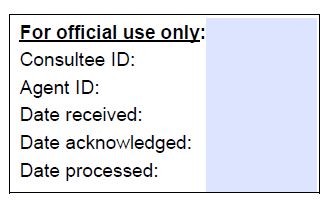 For official use only:
Consultee ID:
Agent ID:
Date received:
Date acknowledged:
Date processed: